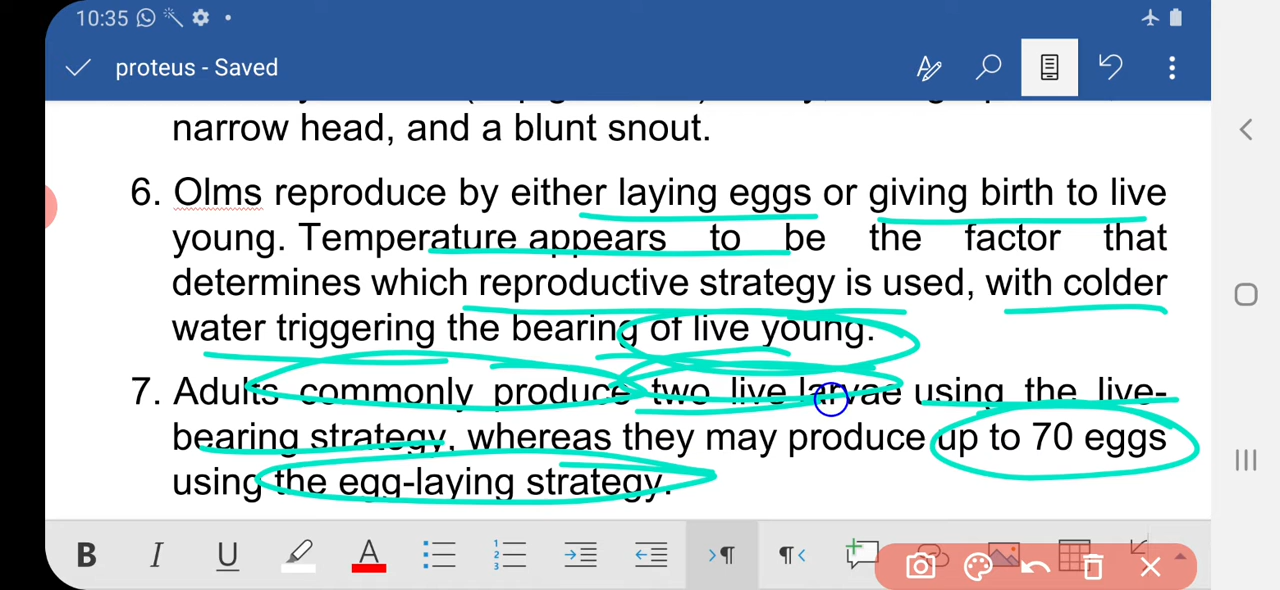 10:35
proteus - Saved
narrow head, and a blunt snout.
6. Olms reproduce by either laying eggs or giving birth to live
young. Temperature appears to be the factor that
determines which reproductive strategy is used, with colder
water triggering the bearing of live young.
7. Adults commonly produce two live larvae using the live-
bearing strategy, whereas they may produce up to 70 eggs
using the egg-laying strategy.
B I U A